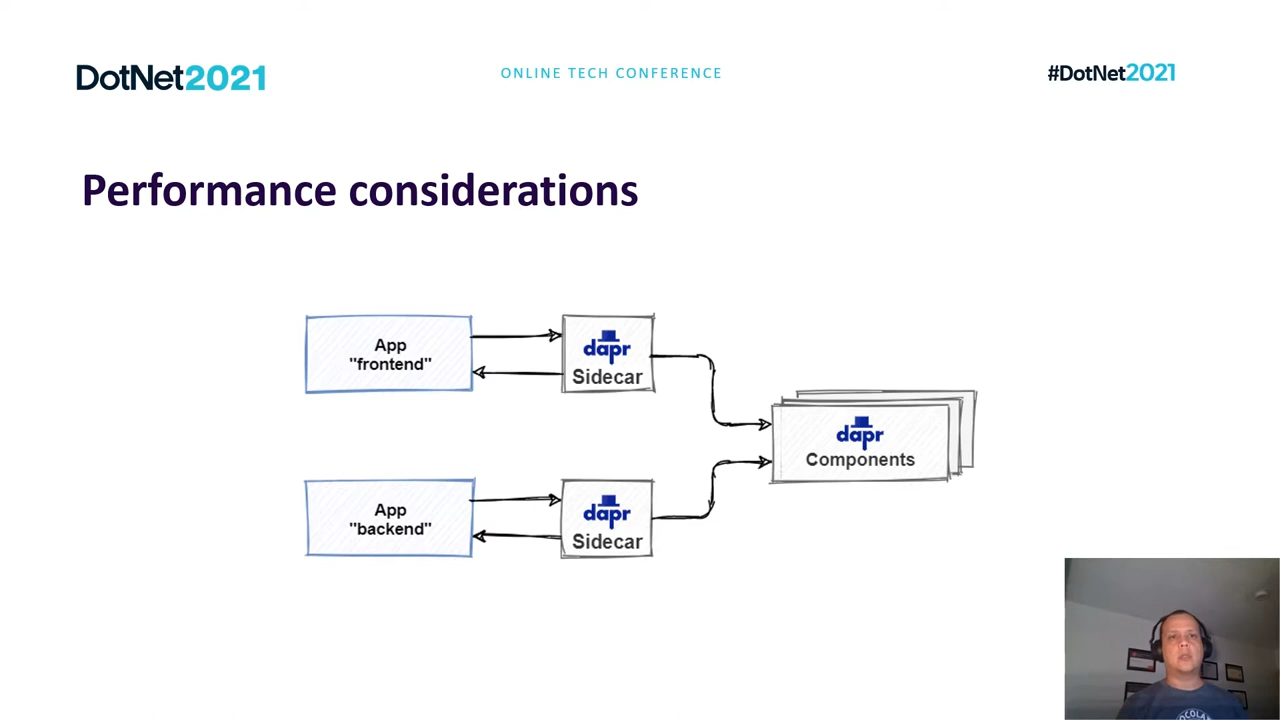 DotNet2021
ONLINE TECH CONFERENCE
#DotNet2021
Performance considerations
App
"frontend"
dapr
Sidecar
dapr
Components
App
"backend"
dapr
Sidecar